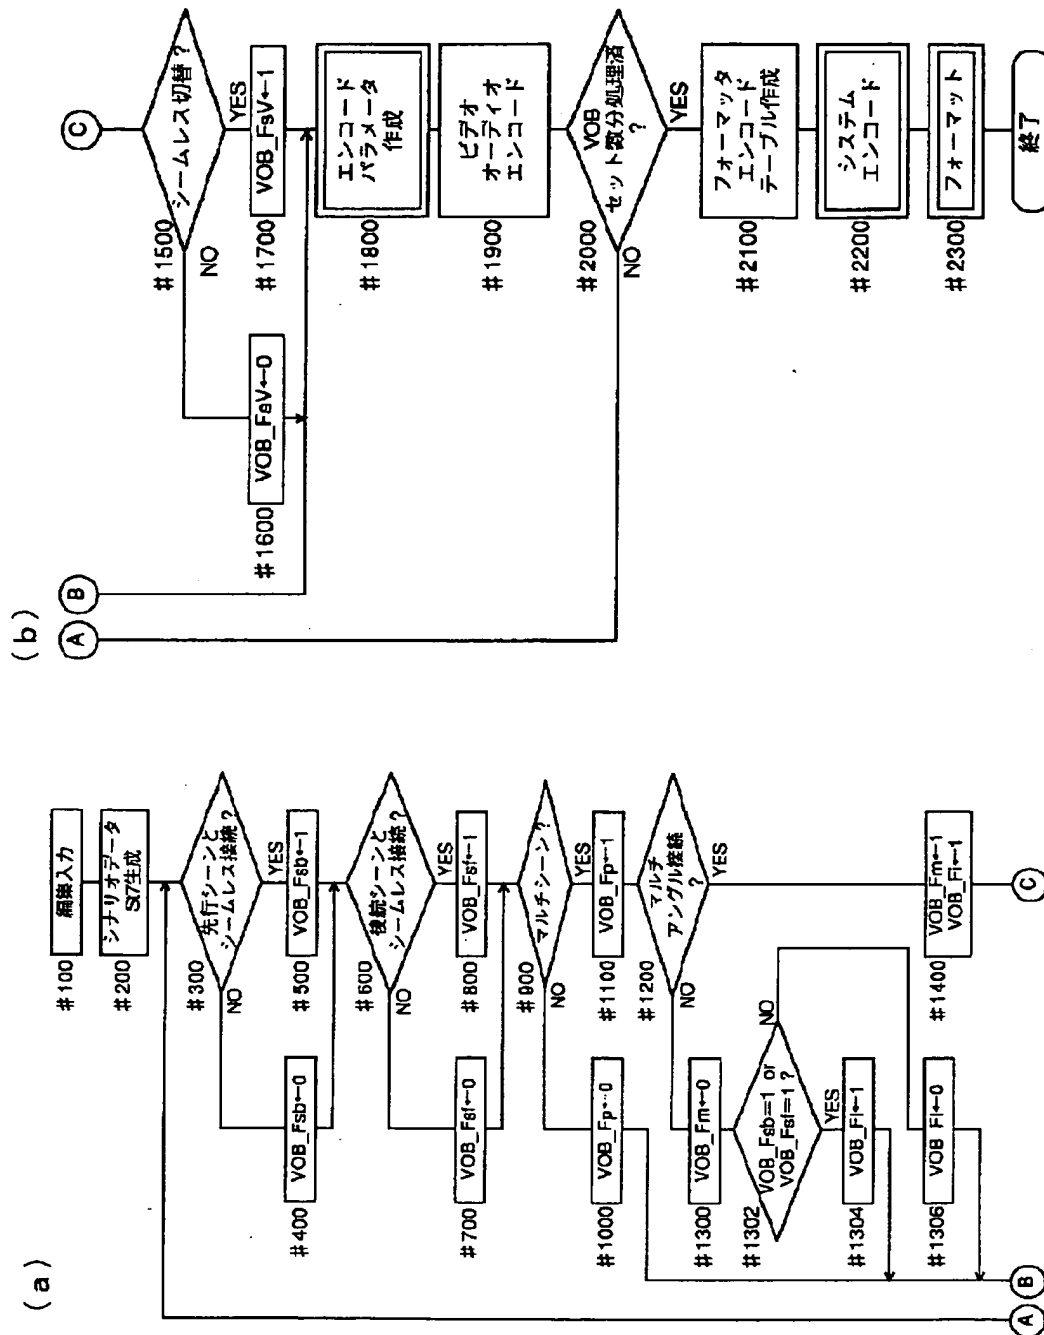 (a)
#100
編集入力
#200
シナリオデータ
St7生成
#300
先行シーンと
シームレス接続?
NO
YES
#400
VOB_Fsb←0
#500
VOB_Fsb←1
#600
後続シーンと
シームレス接続?
NO
YES
#700
VOB_Fsf←0
#800
VOB_Fsf←1
#900
マルチシーン?
NO
YES
#1000
VOB_Fp←0
#1100
VOB_Fp←1
#1200
マルチ
アングル接続
?
NO
YES
#1300
VOB_Fm←0
#1302
VOB_Fsb=1 or
VOB_Fsf=1 ?
NO
YES
#1304
VOB_Fi←1
#1306
VOB_Fi←0
#1400
VOB_Fm←1
VOB_Fi←1
A
B
C
(b)
A
B
C
#1500
シームレス切替?
NO
YES
#1600
VOB_FsV←0
#1700
VOB_FsV←1
#1800
エンコード
パラメータ
作成
#1900
ビデオ
オーディオ
エンコード
#2000
VOB
セット数分処理済
?
NO
YES
#2100
フォーマッタ
エンコード
テーブル作成
#2200
システム
エンコード
#2300
フォーマット
終了